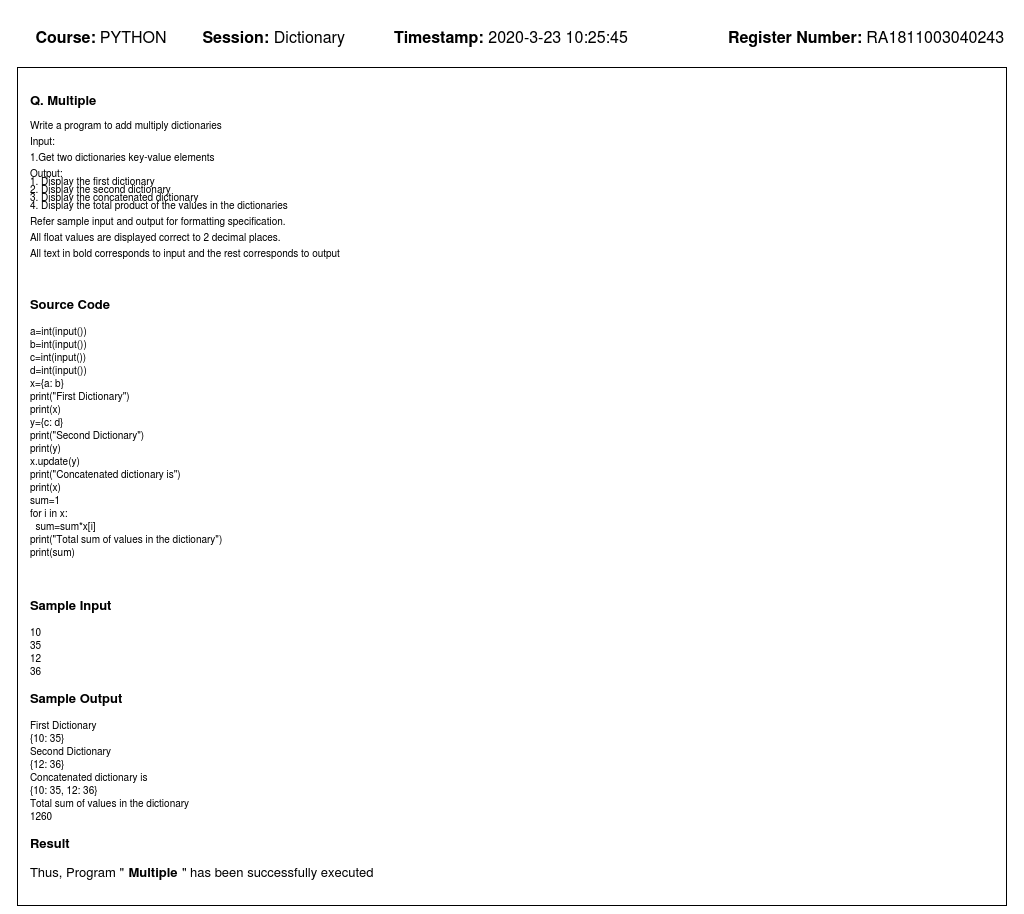 Course: PYTHON Session: Dictionary Timestamp: 2020-3-23 10:25:45 Register Number: RA1811003040243
Q. Multiple
Write a program to add multiply dictionaries
Input:
1.Get two dictionaries key-value elements
Output:
1. Display the first dictionary
2. Display the second dictionary
3. Display the concatenated dictionary
4. Display the total product of the values in the dictionaries
Refer sample input and output for formatting specification.
All float values are displayed correct to 2 decimal places.
All text in bold corresponds to input and the rest corresponds to output
Source Code
a=int(input())
b=int(input())
c=int(input())
d=int(input())
x={a: b}
print("First Dictionary")
print(x)
y={c: d}
print("Second Dictionary")
print(y)
x.update(y)
print("Concatenated dictionary is")
print(x)
sum=1
for i in x:
  sum=sum*x[i]
print("Total sum of values in the dictionary")
print(sum)
Sample Input
10
35
12
36
Sample Output
First Dictionary
{10: 35}
Second Dictionary
{12: 36}
Concatenated dictionary is
{10: 35, 12: 36}
Total sum of values in the dictionary
1260
Result
Thus, Program " Multiple " has been successfully executed